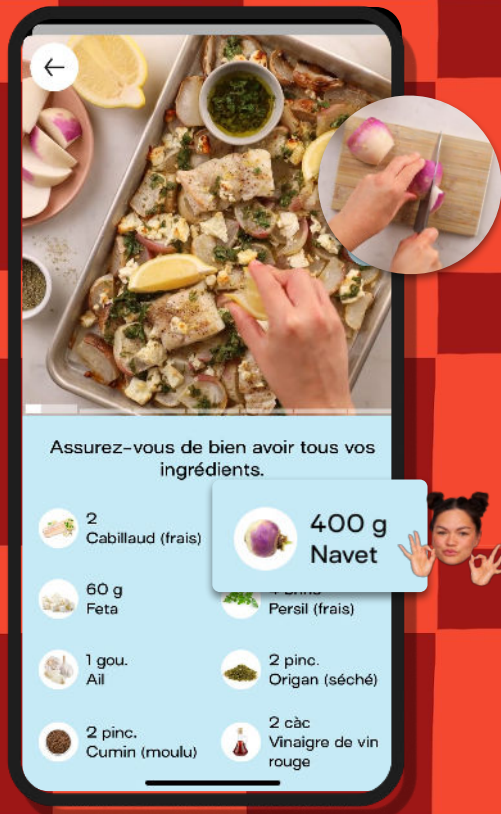 Assurez-vous de bien avoir tous vos
ingrédients.
2
Cabillaud (frais)
400 g
Navet
60 g
Feta
Persil (frais)
1 gou.
Ail
2 pinc.
Origan (séché)
2 pinc.
Cumin (moulu)
2 càc
Vinaigre de vin
rouge